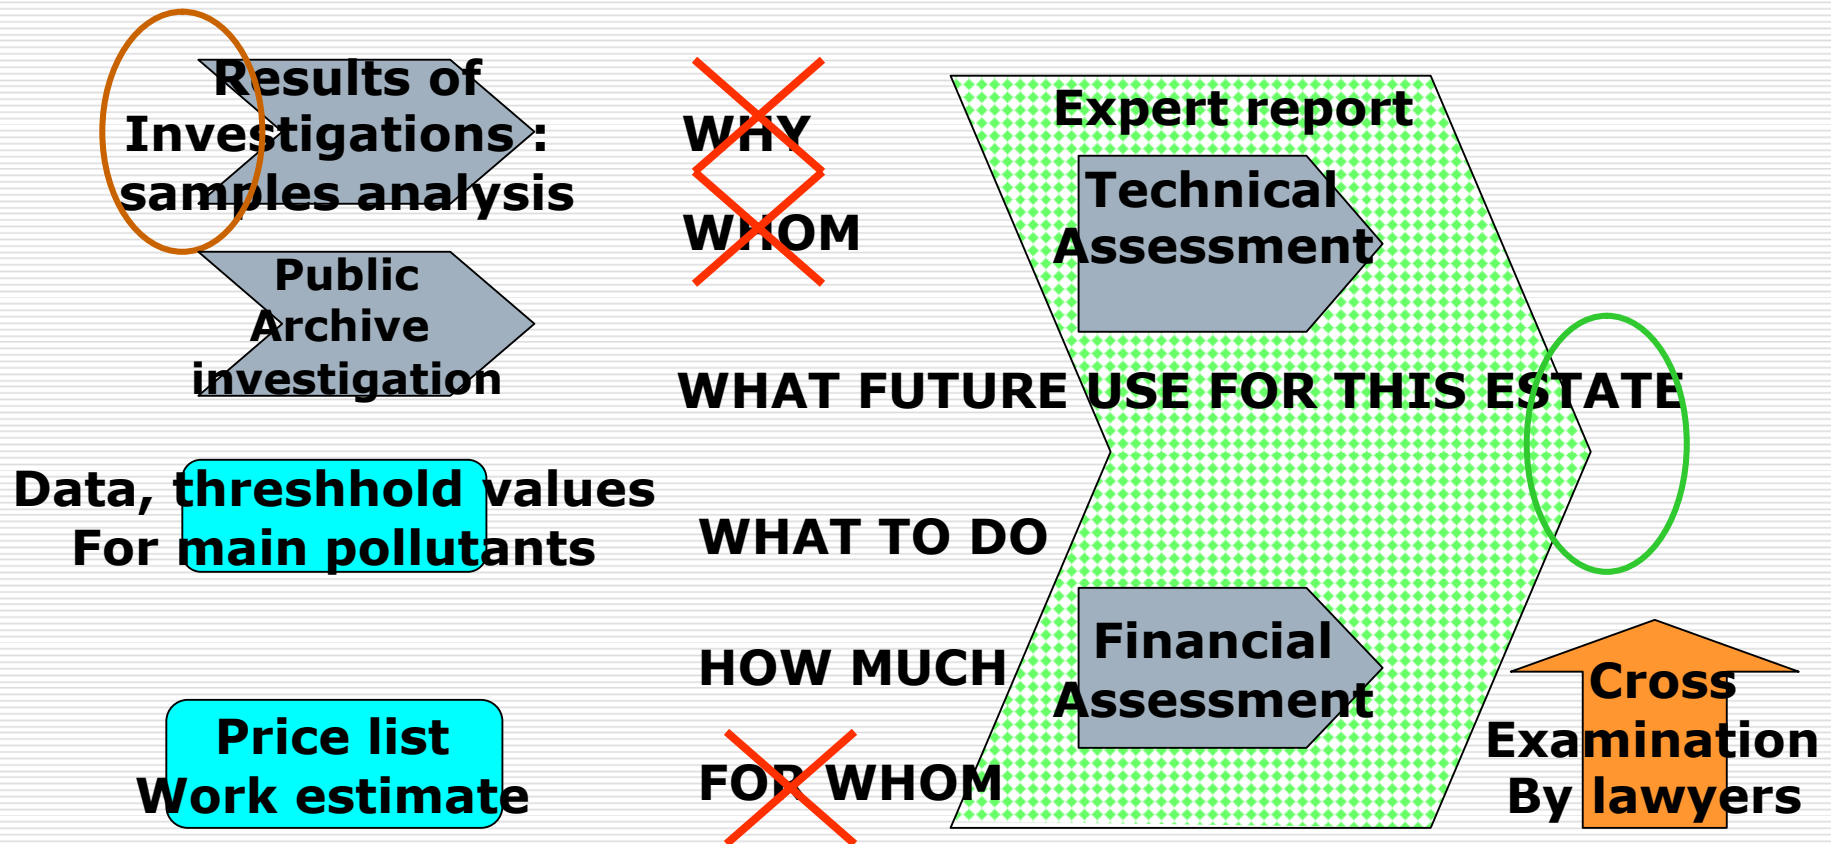 Results of
Investigations :
samples analysis
Public
Archive
investigation
Data, threshhold values
For main pollutants
Price list
Work estimate
WHY
WHOM
WHAT FUTURE USE FOR THIS ESTATE
WHAT TO DO
HOW MUCH
FOR WHOM
Expert report
Technical
Assessment
Financial
Assessment
Cross
Examination
By lawyers